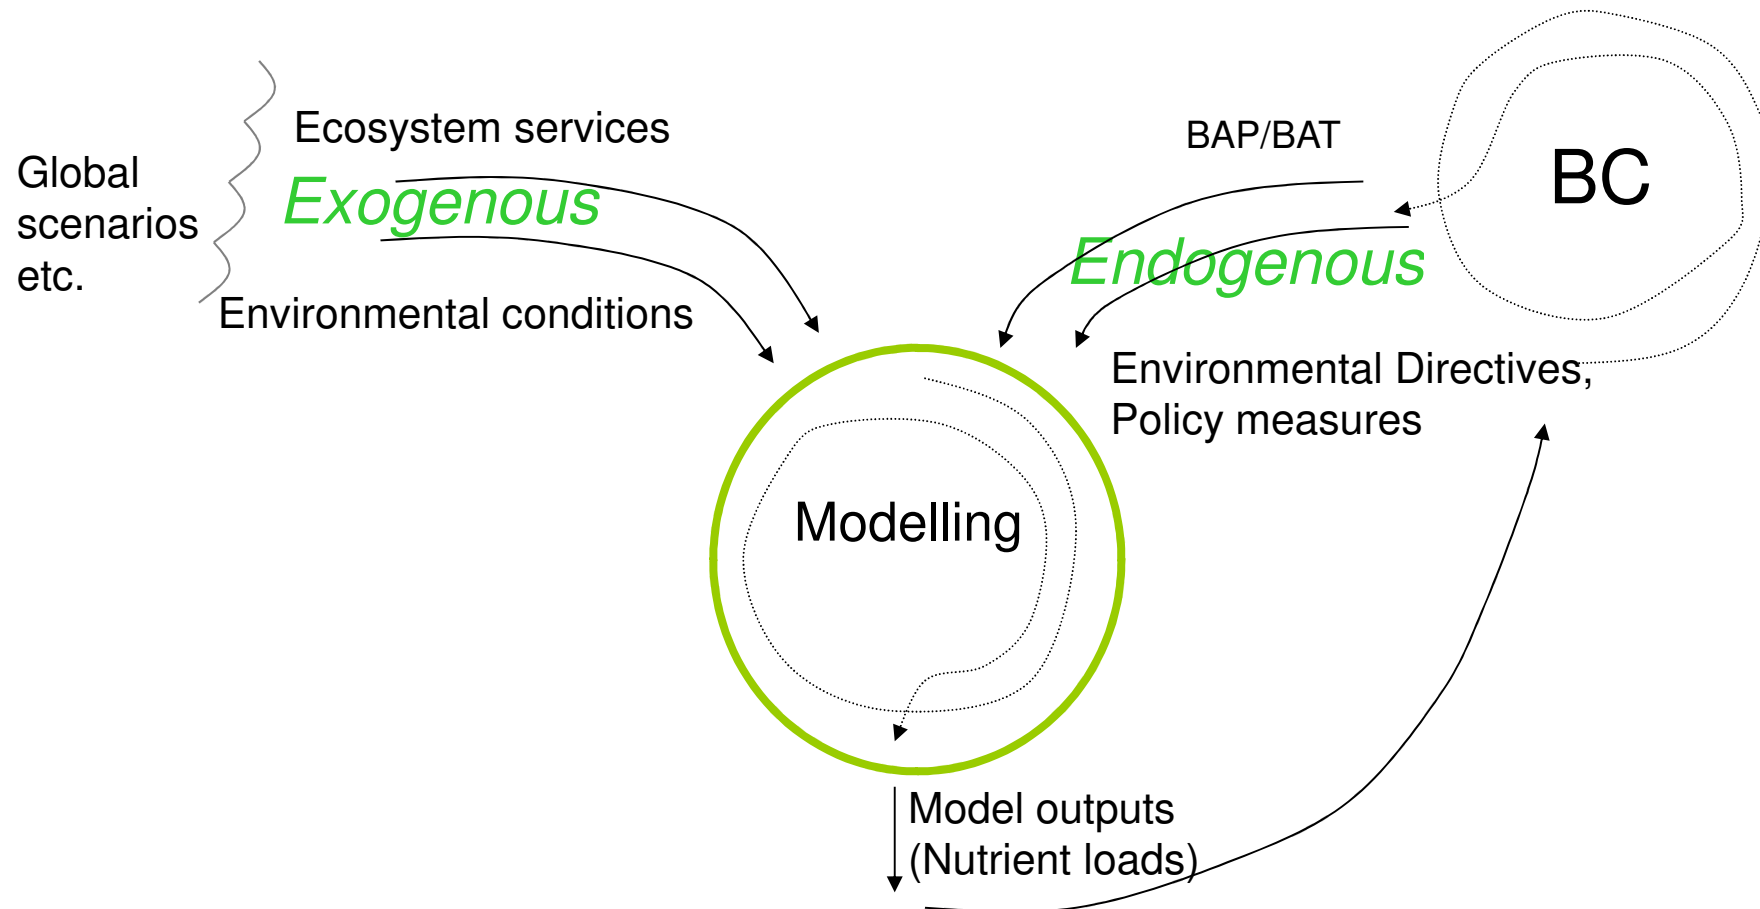 Global
scenarios
etc.
Ecosystem services
Exogenous
Environmental conditions
BAP/BAT
BC
Endogenous
Environmental Directives,
Policy measures
Modelling
Model outputs
(Nutrient loads)